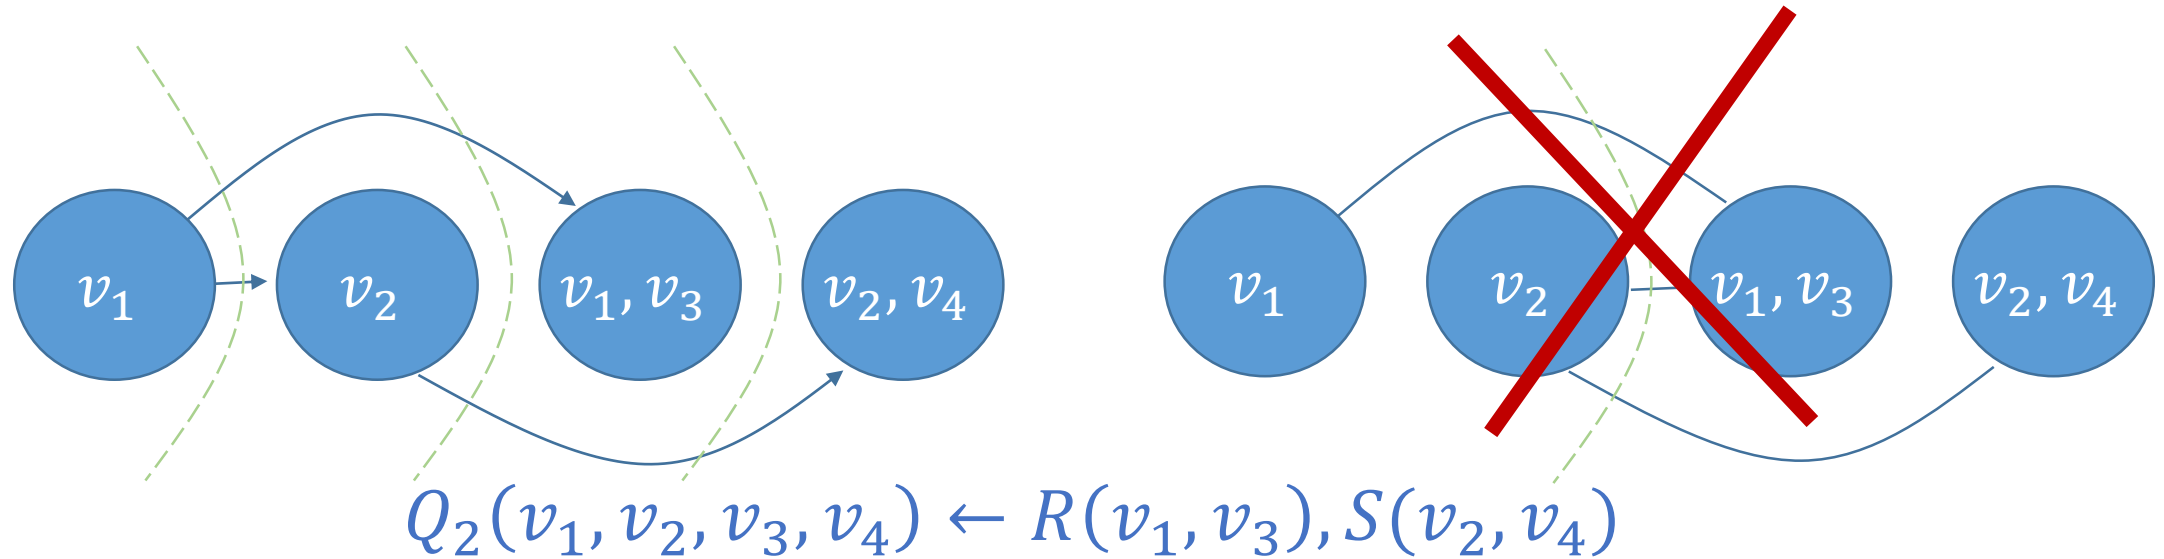 v₁ v₂ v₁, v₃ v₂, v₄ v₁ v₂ v₁, v₃ v₂, v₄
Q₂(v₁, v₂, v₃, v₄) ← R(v₁, v₃), S(v₂, v₄)